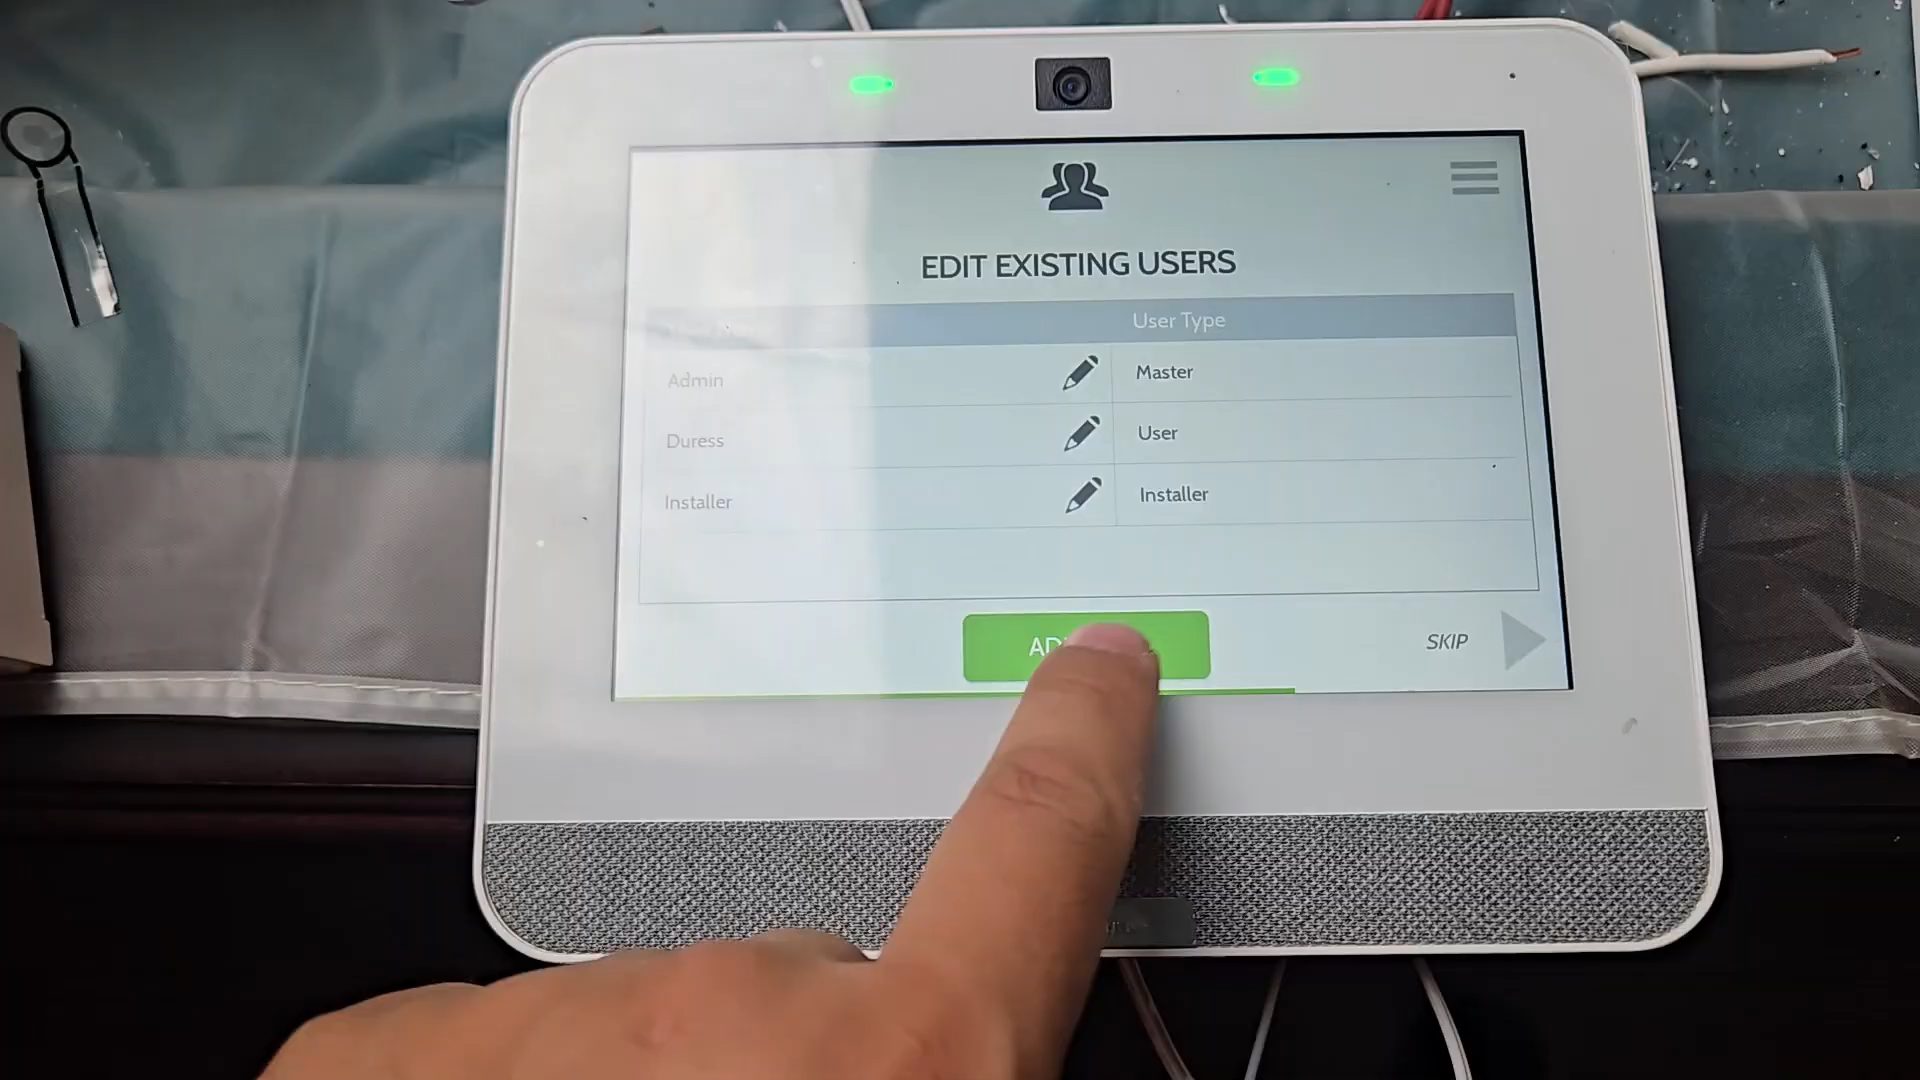 EDIT EXISTING USERS
User Type
Admin Master
Duress User
Installer Installer
SKIP